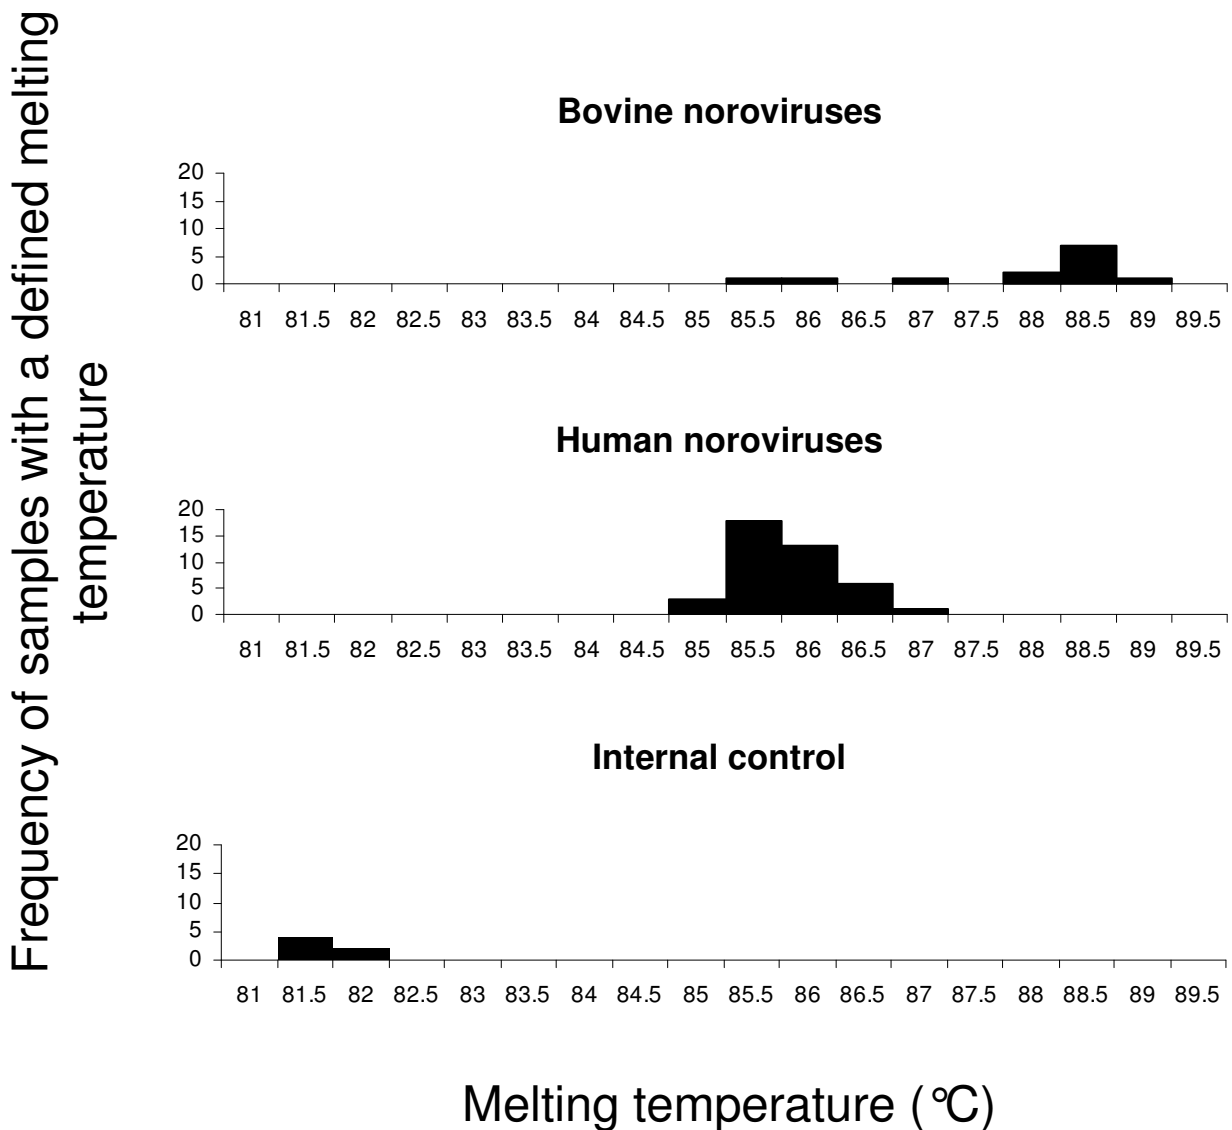 Frequency of samples with a defined melting
temperature
Bovine noroviruses
20
15
10
5
0
81 81.5 82 82.5 83 83.5 84 84.5 85 85.5 86 86.5 87 87.5 88 88.5 89 89.5
Human noroviruses
20
15
10
5
0
81 81.5 82 82.5 83 83.5 84 84.5 85 85.5 86 86.5 87 87.5 88 88.5 89 89.5
Internal control
20
15
10
5
0
81 81.5 82 82.5 83 83.5 84 84.5 85 85.5 86 86.5 87 87.5 88 88.5 89 89.5
Melting temperature (°C)